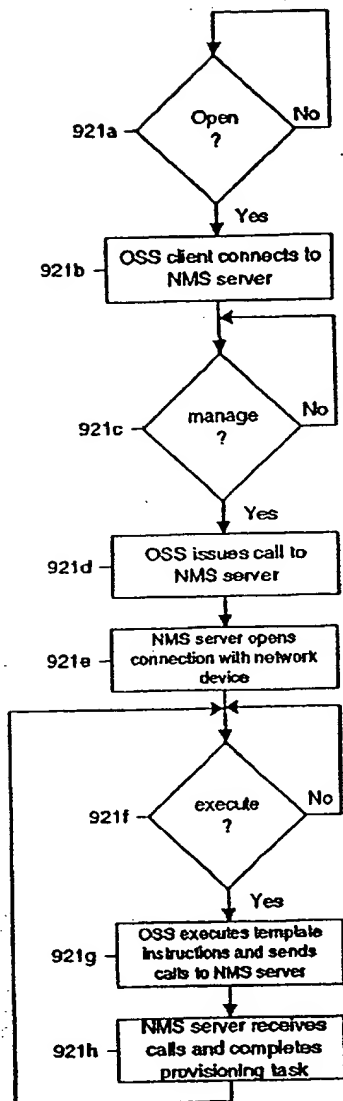 Open
?
No
921a
Yes
OSS client connects to
NMS server
921b
manage
?
No
921c
Yes
OSS issues call to
NMS server
921d
NMS server opens
connection with network
device
921e
execute
?
No
921f
Yes
OSS executes template
instructions and sends
calls to NMS server
921g
NMS server receives
calls and completes
provisioning task
921h